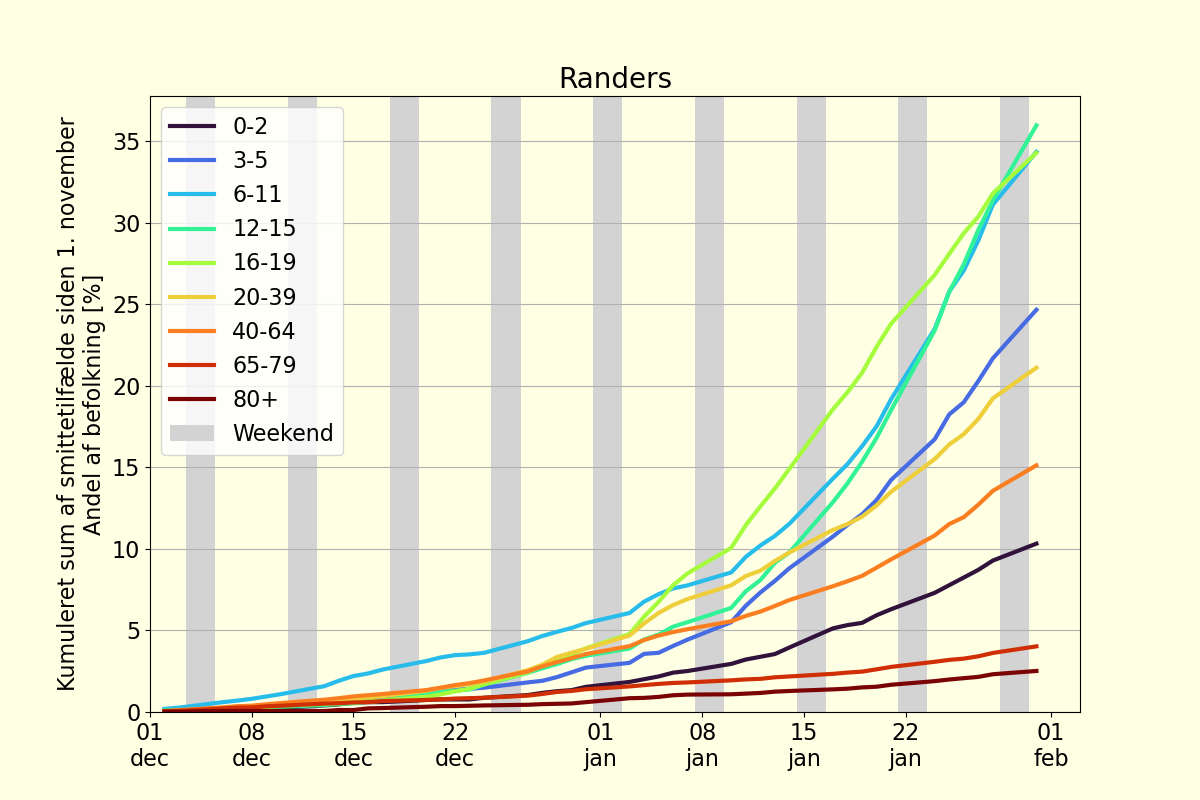 Randers
Kumuleret sum af smittetilfælde siden 1. november
Andel af befolkning [%]
35
30
25
20
15
10
5
0
0-2
3-5
6-11
12-15
16-19
20-39
40-64
65-79
80+
Weekend
01 08 15 22 01 08 15 22 01
dec dec dec dec jan jan jan jan feb